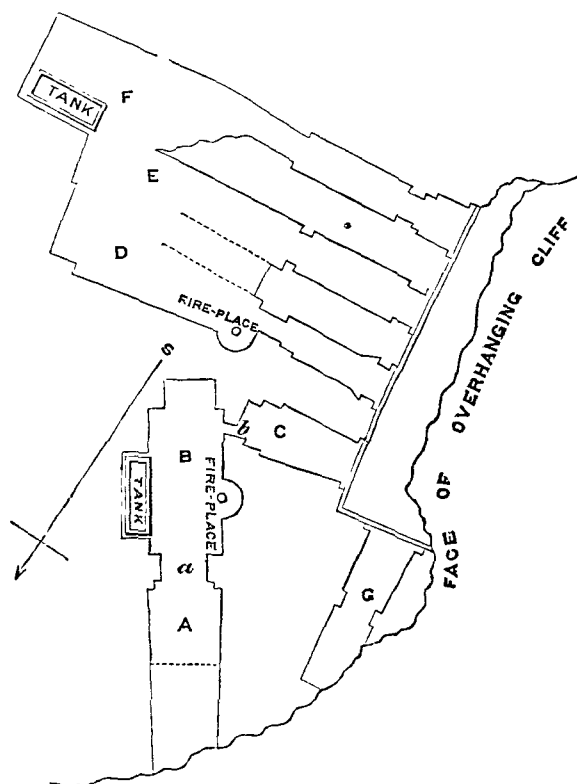 F
TANK
E
D
FIRE-PLACE
S
b
C
B
FIRE-PLACE
TANK
a
G
A
FACE OF OVERHANGING CLIFF